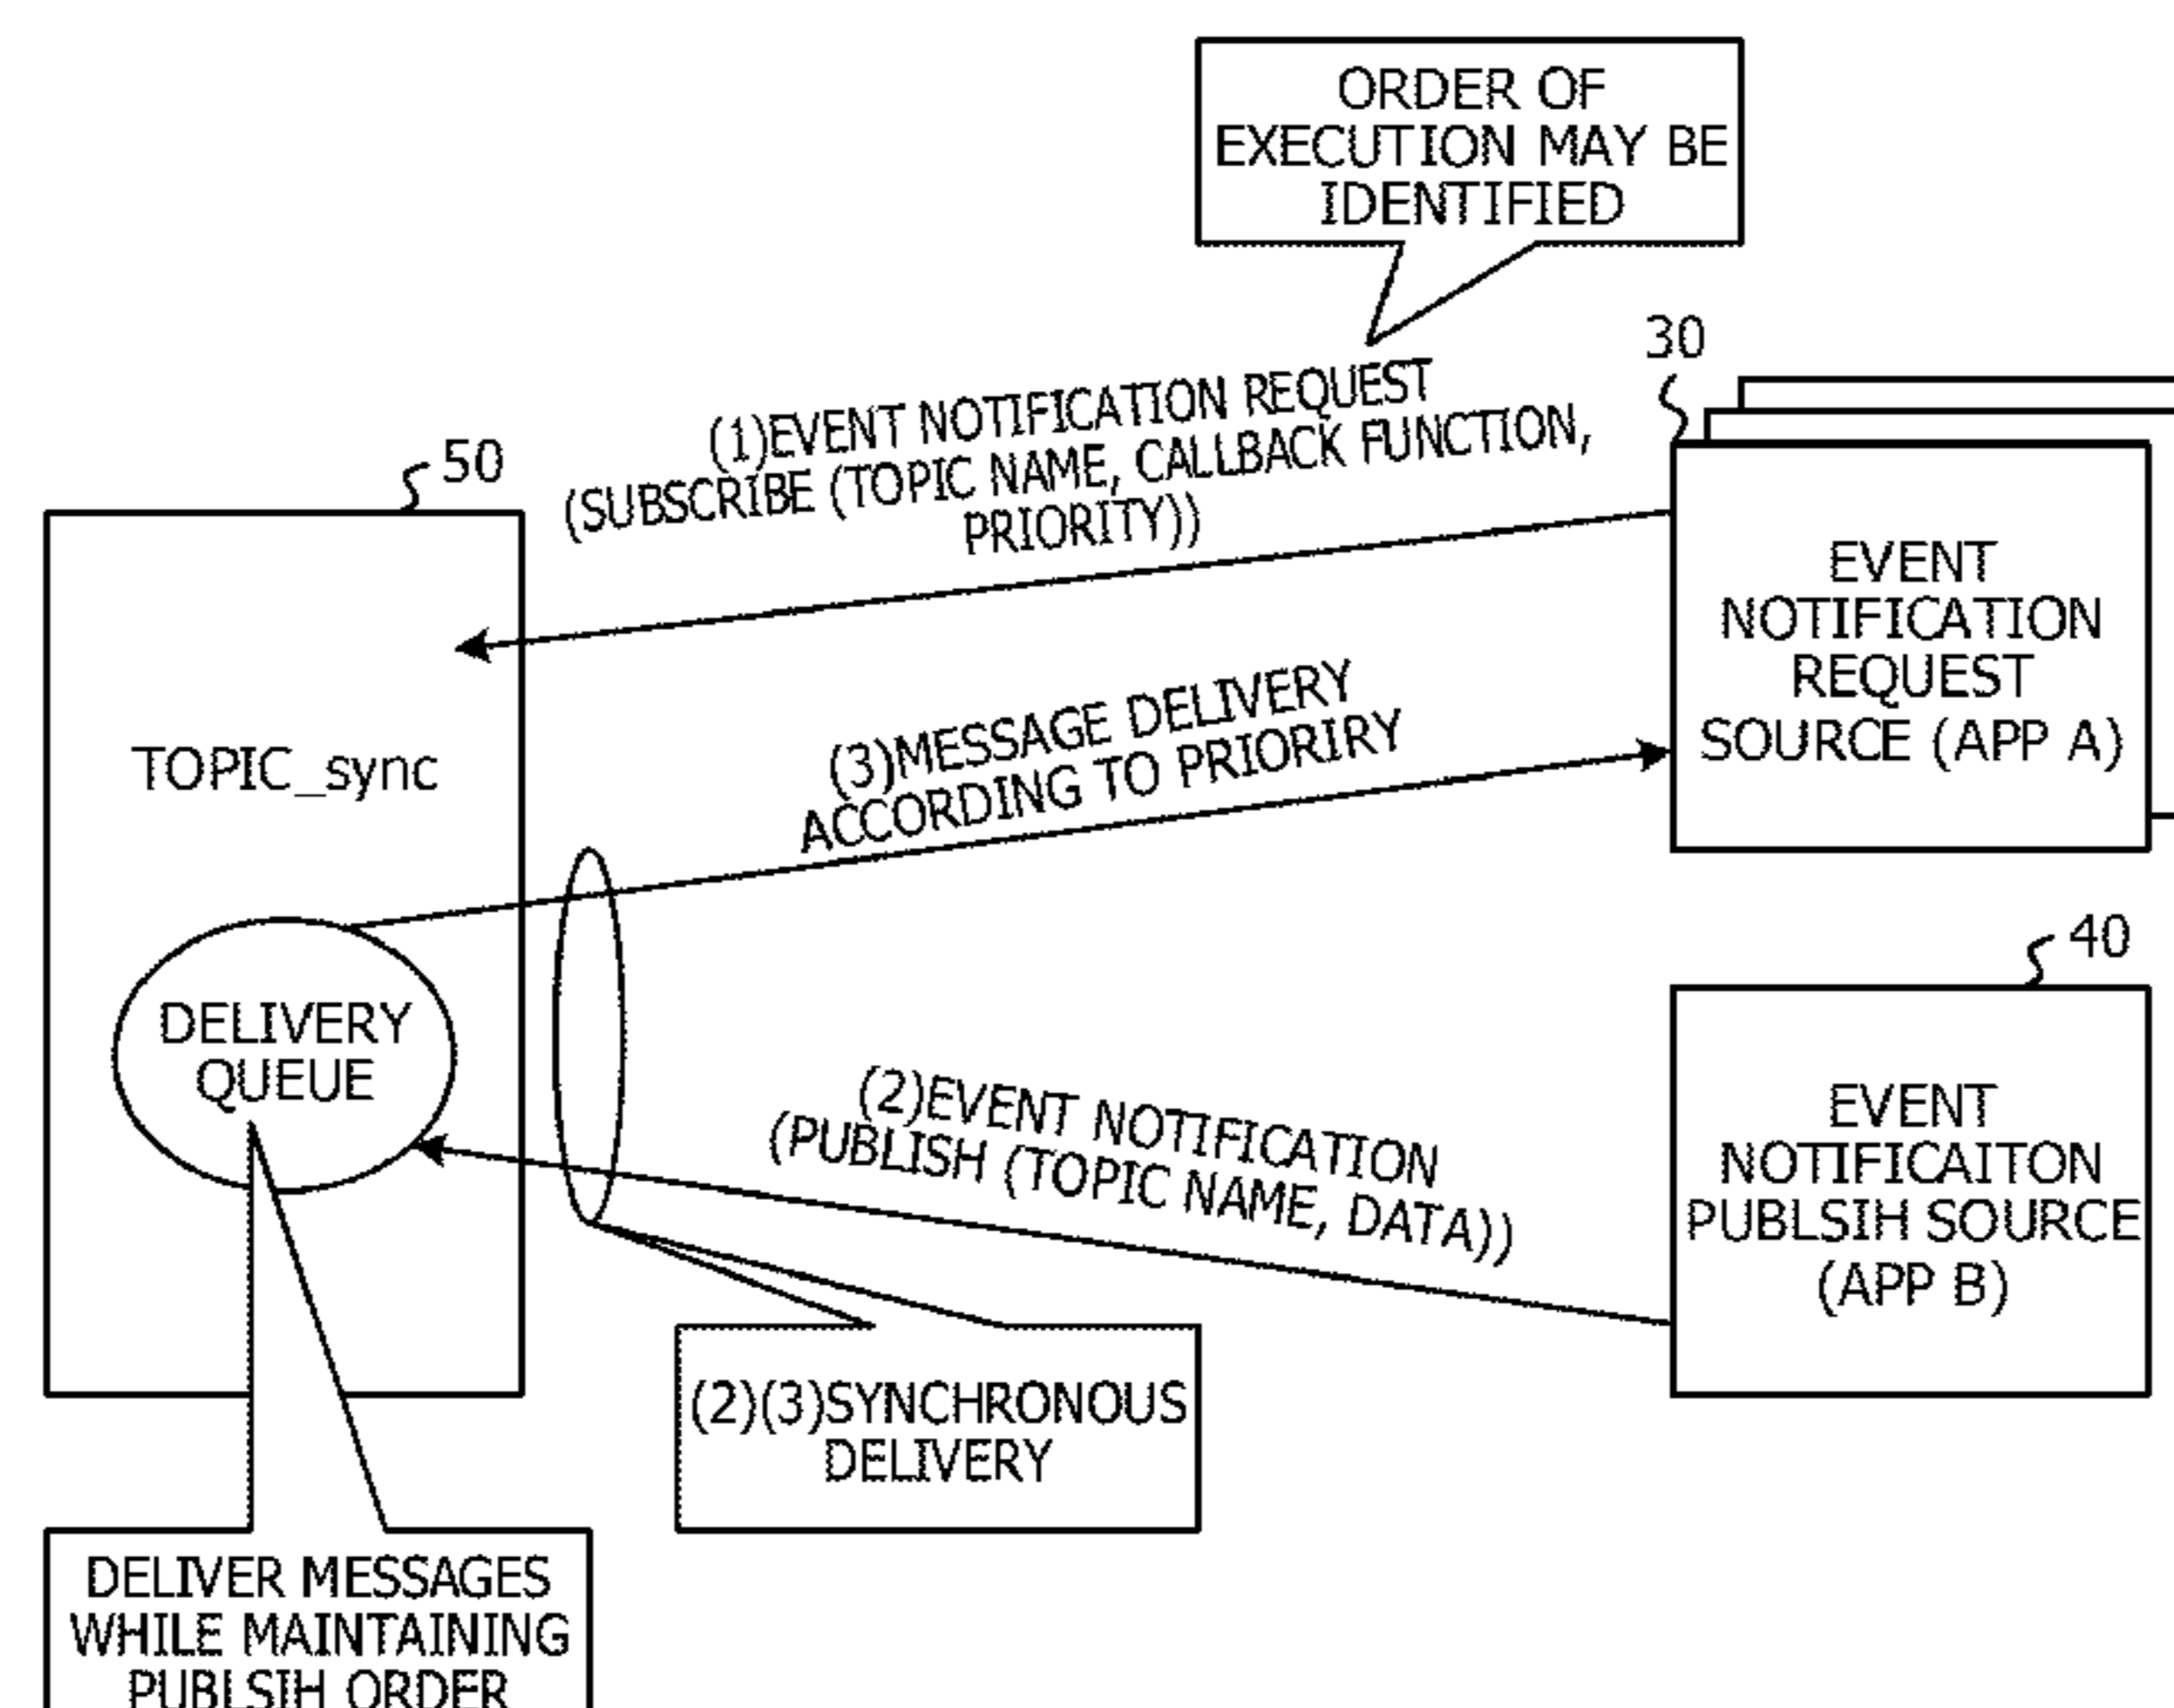 ORDER OF
EXECUTION MAY BE
IDENTIFIED
30
(1)EVENT NOTIFICATION REQUEST
(SUBSCRIBE (TOPIC NAME, CALLBACK FUNCTION,
PRIORITY))
50
EVENT
NOTIFICATION
REQUEST
SOURCE (APP A)
TOPIC_sync
(3)MESSAGE DELIVERY
ACCORDING TO PRIORIRY
40
DELIVERY
QUEUE
(2)EVENT NOTIFICATION
(PUBLISH (TOPIC NAME, DATA))
EVENT
NOTIFICAITON
PUBLSIH SOURCE
(APP B)
(2)(3)SYNCHRONOUS
DELIVERY
DELIVER MESSAGES
WHILE MAINTAINING
PUBLSIH ORDER